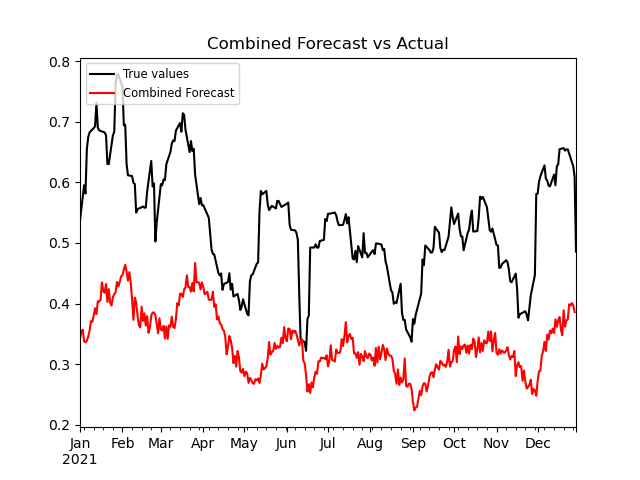 Combined Forecast vs Actual
True values
Combined Forecast
0.8
0.7
0.6
0.5
0.4
0.3
0.2
Jan Feb Mar Apr May Jun Jul Aug Sep Oct Nov Dec
2021